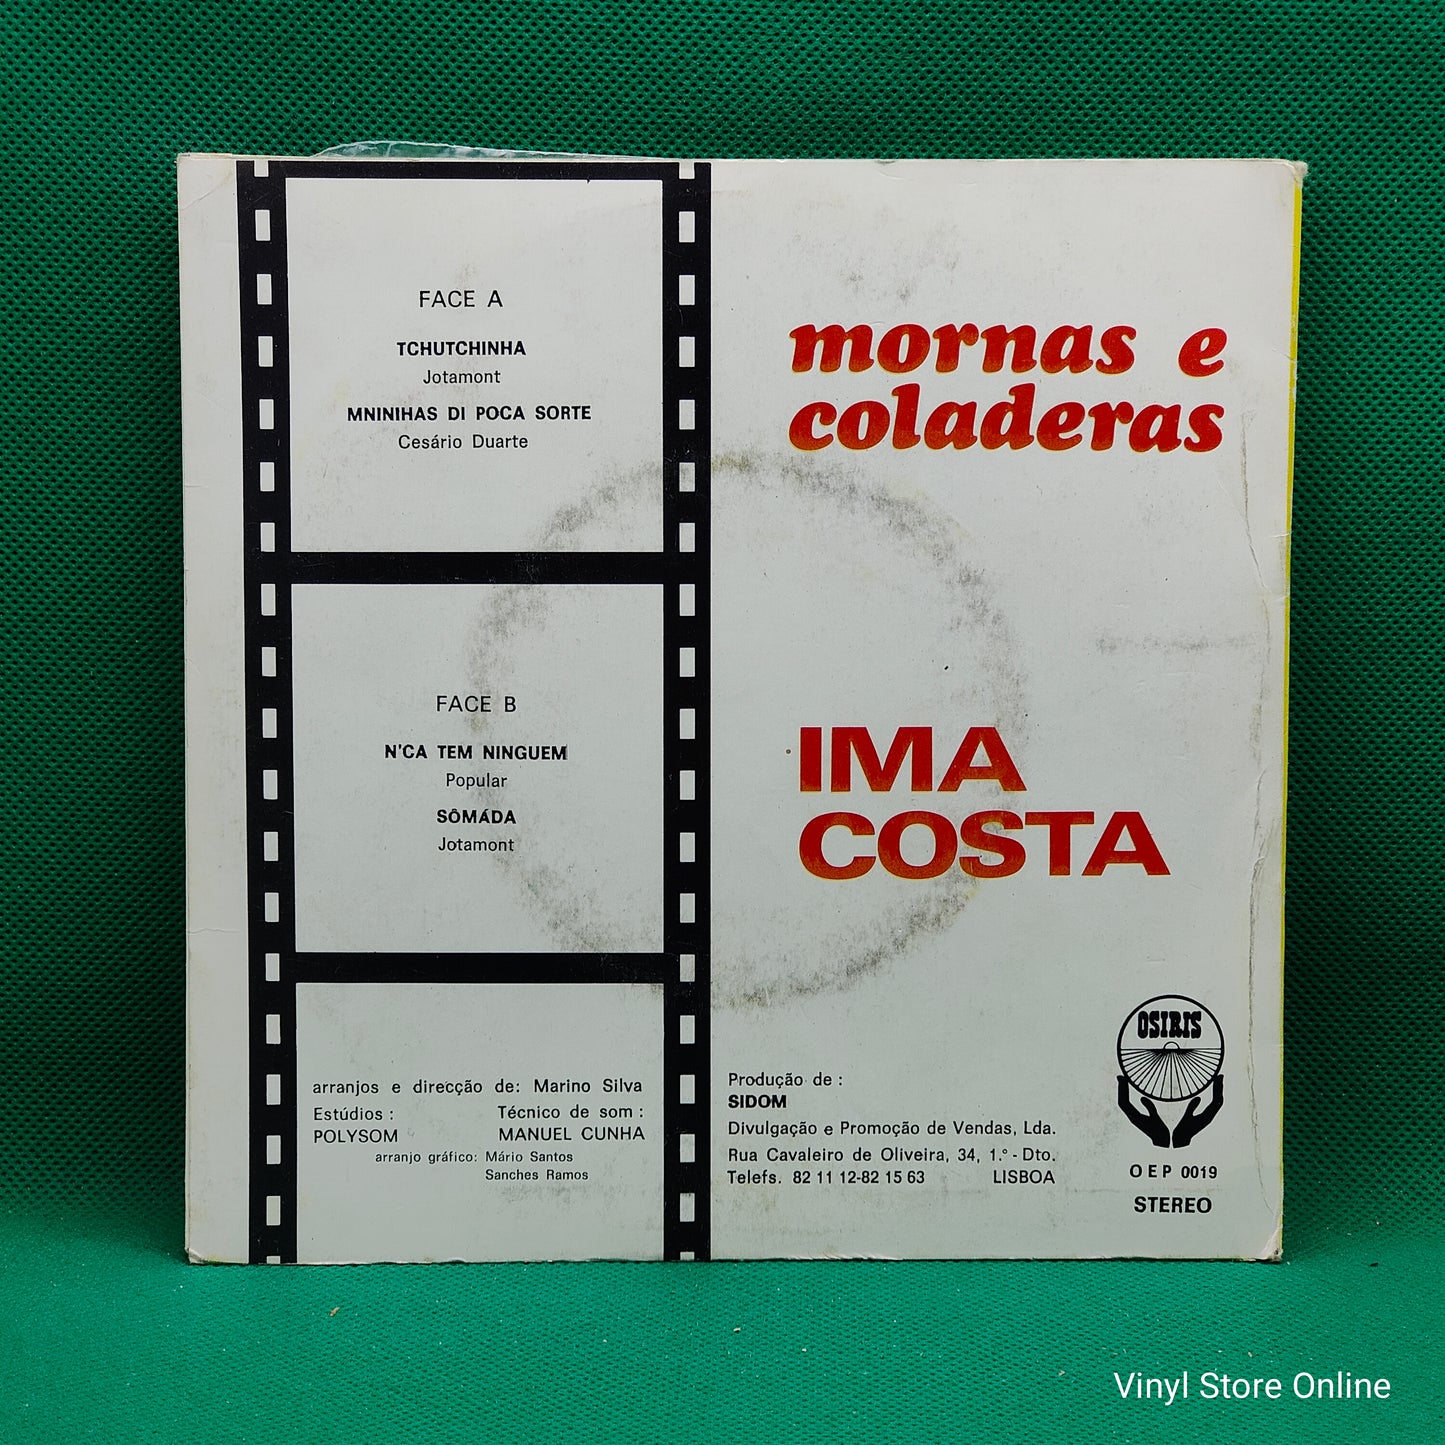 FACE A
TCHUTCHINHA
Jotamont
MNINIHAS DI POCA SORTE
Cesário Duarte
FACE B
N'CA TEM NINGUEM
Popular
SÔMÁDA
Jotamont
arranjos e direcção de: Marino Silva
Estúdios :
POLYSOM
Técnico de som :
MANUEL CUNHA
arranjo gráfico: Mário Santos
Sanches Ramos
mornas e
coladeras
IMA
COSTA
Produção de :
SIDOM
Divulgação e Promoção de Vendas, Lda.
Rua Cavaleiro de Oliveira, 34, 1.º - Dto.
Telefs. 82 11 12-82 15 63 LISBOA
OSIRIS
OEP 0019
STEREO
Vinyl Store Online